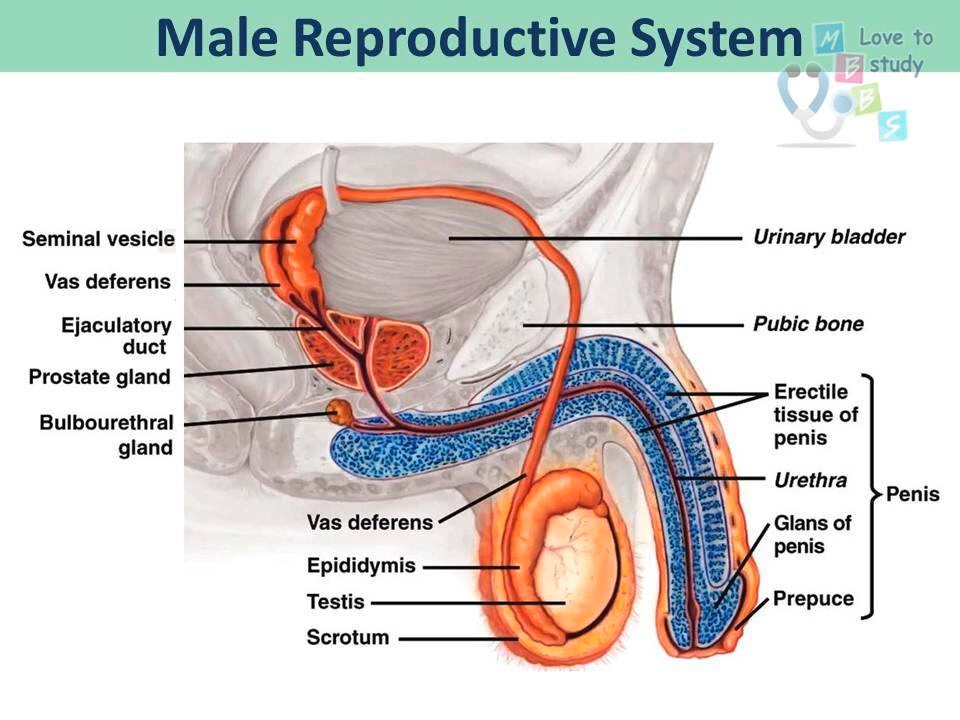 Male Reproductive System
M
B
B
S
Love to
study
Seminal vesicle
Vas deferens
Ejaculatory
duct
Prostate gland
Bulbourethral
gland
Urinary bladder
Pubic bone
Erectile
tissue of
penis
Urethra
Penis
Glans of
penis
Prepuce
Vas deferens
Epididymis
Testis
Scrotum